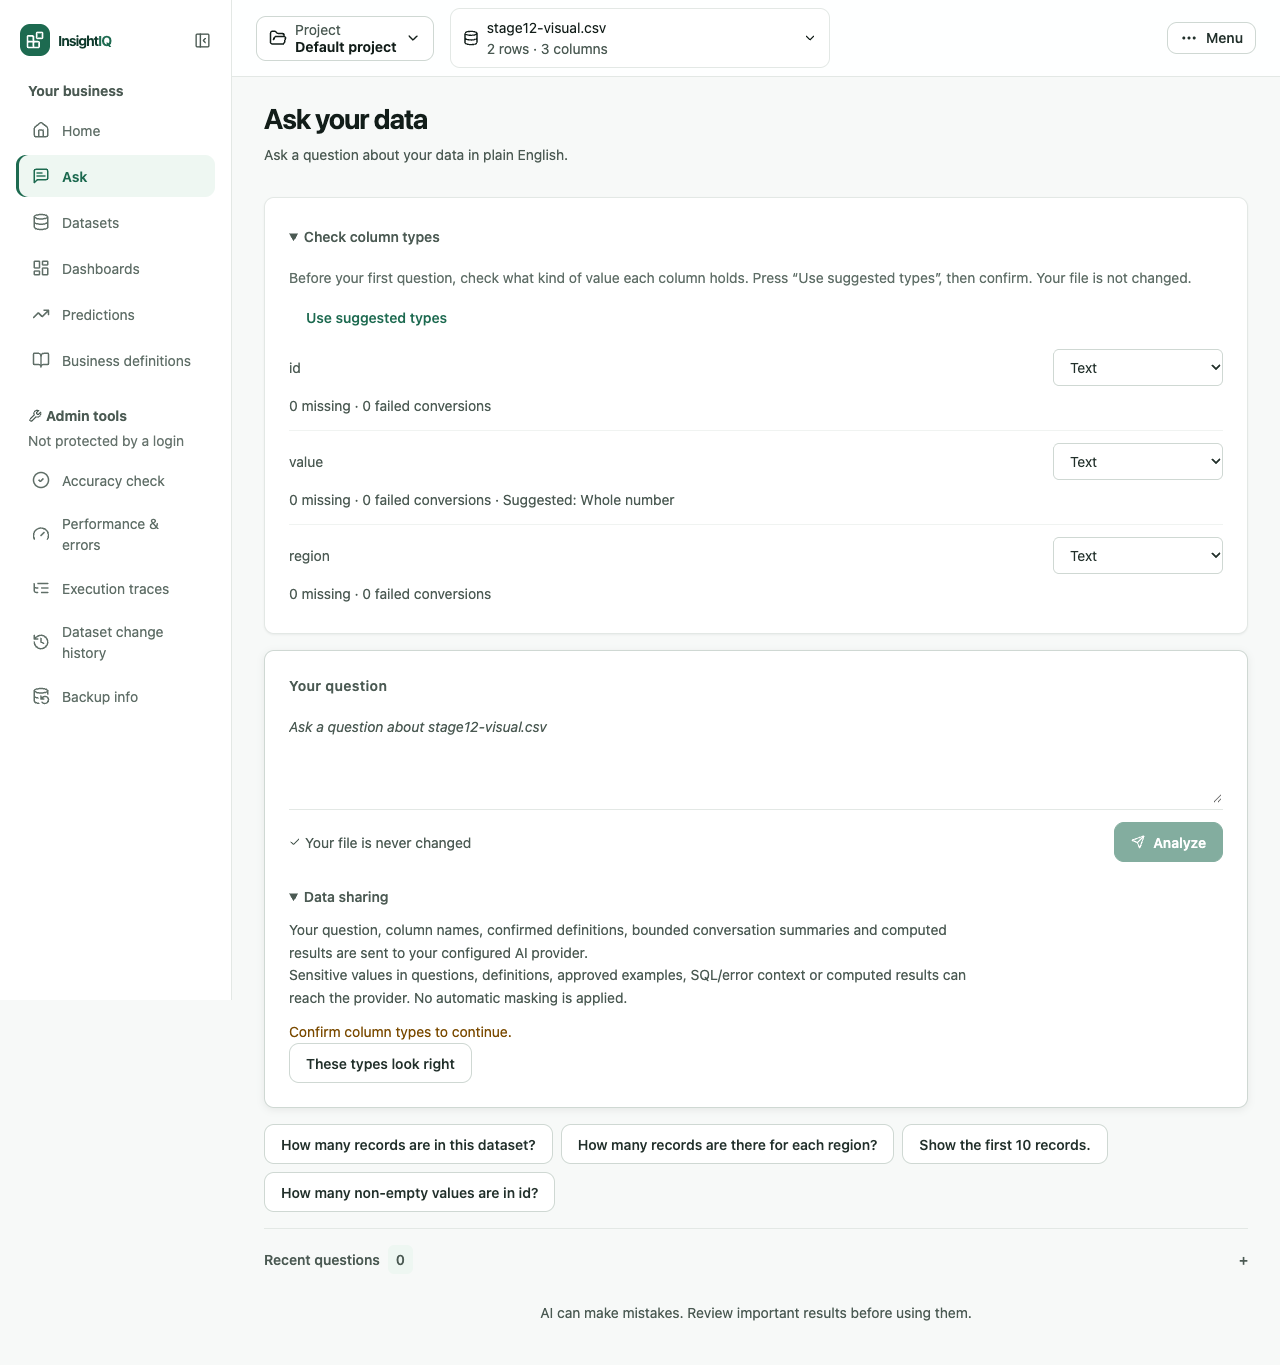 InsightIQ
Your business
Home
Ask
Datasets
Dashboards
Predictions
Business definitions
Admin tools
Not protected by a login
Accuracy check
Performance &
errors
Execution traces
Dataset change
history
Backup info
Project
Default project
stage12-visual.csv
2 rows · 3 columns
Menu
Ask your data
Ask a question about your data in plain English.
Check column types
Before your first question, check what kind of value each column holds. Press “Use suggested types”, then confirm. Your file is not changed.
Use suggested types
id
Text
0 missing · 0 failed conversions
value
Text
0 missing · 0 failed conversions · Suggested: Whole number
region
Text
0 missing · 0 failed conversions
Your question
Ask a question about stage12-visual.csv
Your file is never changed
Analyze
Data sharing
Your question, column names, confirmed definitions, bounded conversation summaries and computed
results are sent to your configured AI provider.
Sensitive values in questions, definitions, approved examples, SQL/error context or computed results can
reach the provider. No automatic masking is applied.
Confirm column types to continue.
These types look right
How many records are in this dataset?
How many records are there for each region?
Show the first 10 records.
How many non-empty values are in id?
Recent questions 0
+
AI can make mistakes. Review important results before using them.